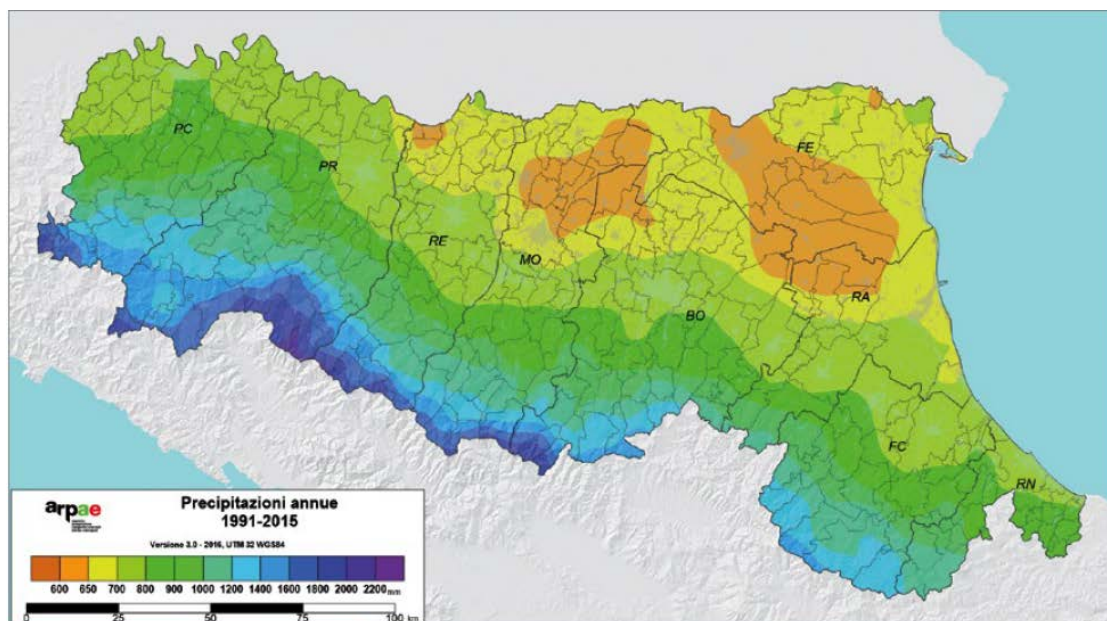 PC
PR
FE
RE
MO
RA
BO
FC
RN
arpae
Precipitazioni annue
1991-2015
Versione 3.0 - 2016, UTM 32 WGS84
600 650 700 800 900 1000 1200 1400 1600 1800 2000 2200 mm
0 25 50 75 100 km